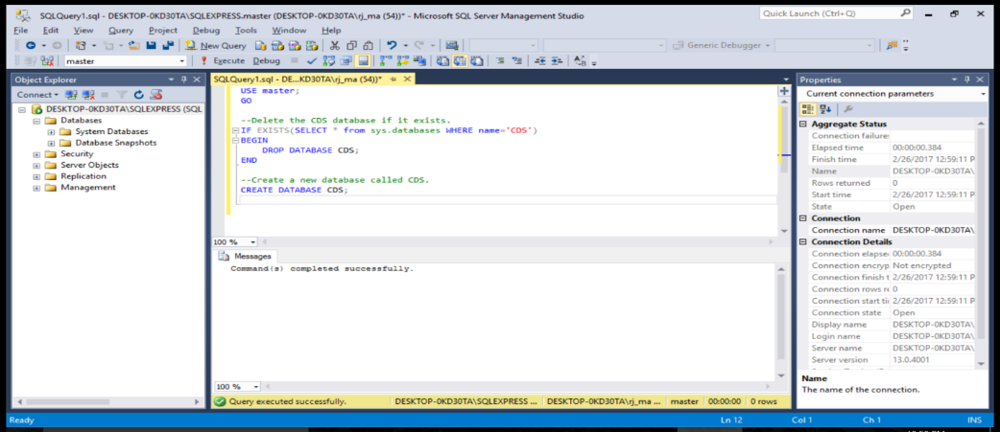 SQLQuery1.sql - DESKTOP-0KD30TA\SQLEXPRESS.master (DESKTOP-0KD30TA\rj_ma (54))* - Microsoft SQL Server Management Studio
Quick Launch (Ctrl+Q)
File Edit View Query Project Debug Tools Window Help
New Query
Generic Debugger
master
Execute Debug
Object Explorer
Connect
DESKTOP-0KD30TA\SQLEXPRESS (SQL
Databases
System Databases
Database Snapshots
Security
Server Objects
Replication
Management
SQLQuery1.sql - DE...KD30TA\rj_ma (54))*
USE master;
GO
--Delete the CDS database if it exists.
IF EXISTS(SELECT * from sys.databases WHERE name='CDS')
BEGIN
DROP DATABASE CDS;
END
--Create a new database called CDS.
CREATE DATABASE CDS;
100 %
Messages
Command(s) completed successfully.
100 %
Query executed successfully.
DESKTOP-0KD30TA\SQLEXPRESS ... DESKTOP-0KD30TA\rj_ma ... master 00:00:00 0 rows
Properties
Current connection parameters
Aggregate Status
Connection failure
Elapsed time 00:00:00.384
Finish time 2/26/2017 12:59:11 P
Name DESKTOP-0KD30TA\
Rows returned 0
Start time 2/26/2017 12:59:11 P
State Open
Connection
Connection name DESKTOP-0KD30TA\
Connection Details
Connection elapse 00:00:00.384
Connection encryp Not encrypted
Connection finish t 2/26/2017 12:59:11 P
Connection rows re 0
Connection start tir 2/26/2017 12:59:11 P
Connection state Open
Display name DESKTOP-0KD30TA\
Login name DESKTOP-0KD30TA\
Server name DESKTOP-0KD30TA\
Server version 13.0.4001
Name
The name of the connection.
Ready
Ln 12 Col 1 Ch 1 INS